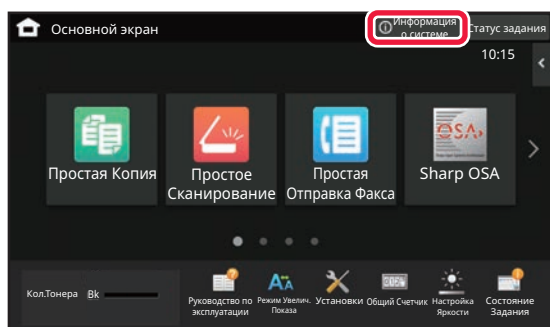 Основной экран
Информация
о системе
Статус задания
10:15
OSA
Простая Копия
Простое
Сканирование
Простая
Отправка Факса
Sharp OSA
Кол.Тонера Bk
Руководство по
эксплуатации
Режим Увелич.
Показа
Установки
Общий Счетчик
Настройка
Яркости
Состояние
Задания